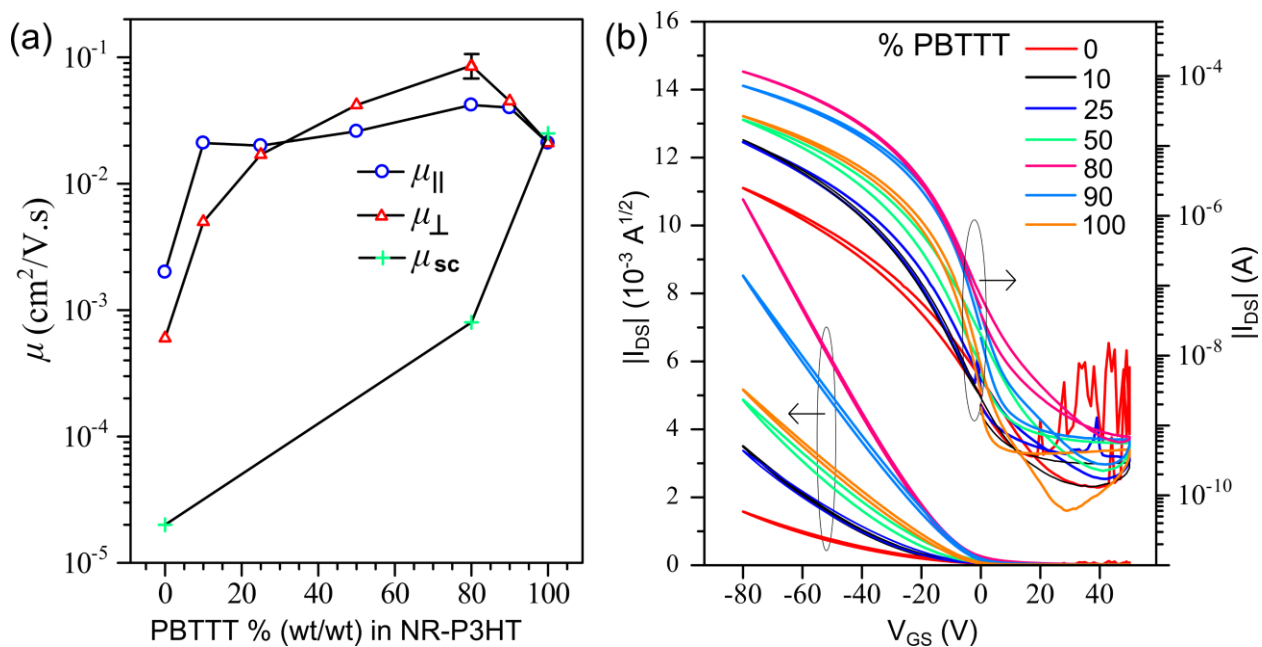 (a)
10⁻¹
10⁻²
10⁻³
10⁻⁴
10⁻⁵
μ (cm²/V.s)
μ||
μ⊥
μsc
0 20 40 60 80 100
PBTTT % (wt/wt) in NR-P3HT
(b)
16
14
12
10
8
6
4
2
0
|IDS| (10⁻³ A¹/²)
% PBTTT
0
10
25
50
80
90
100
10⁻⁴
10⁻⁶
10⁻⁸
10⁻¹⁰
|IDS| (A)
-80 -60 -40 -20 0 20 40
VGS (V)